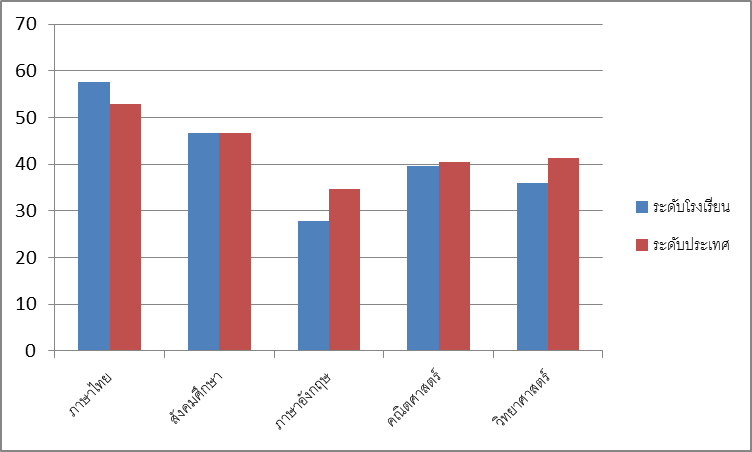 70
60
50
40
30
20
10
0
ภาษาไทย
สังคมศึกษา
ภาษาอังกฤษ
คณิตศาสตร์
วิทยาศาสตร์
ระดับโรงเรียน
ระดับประเทศ